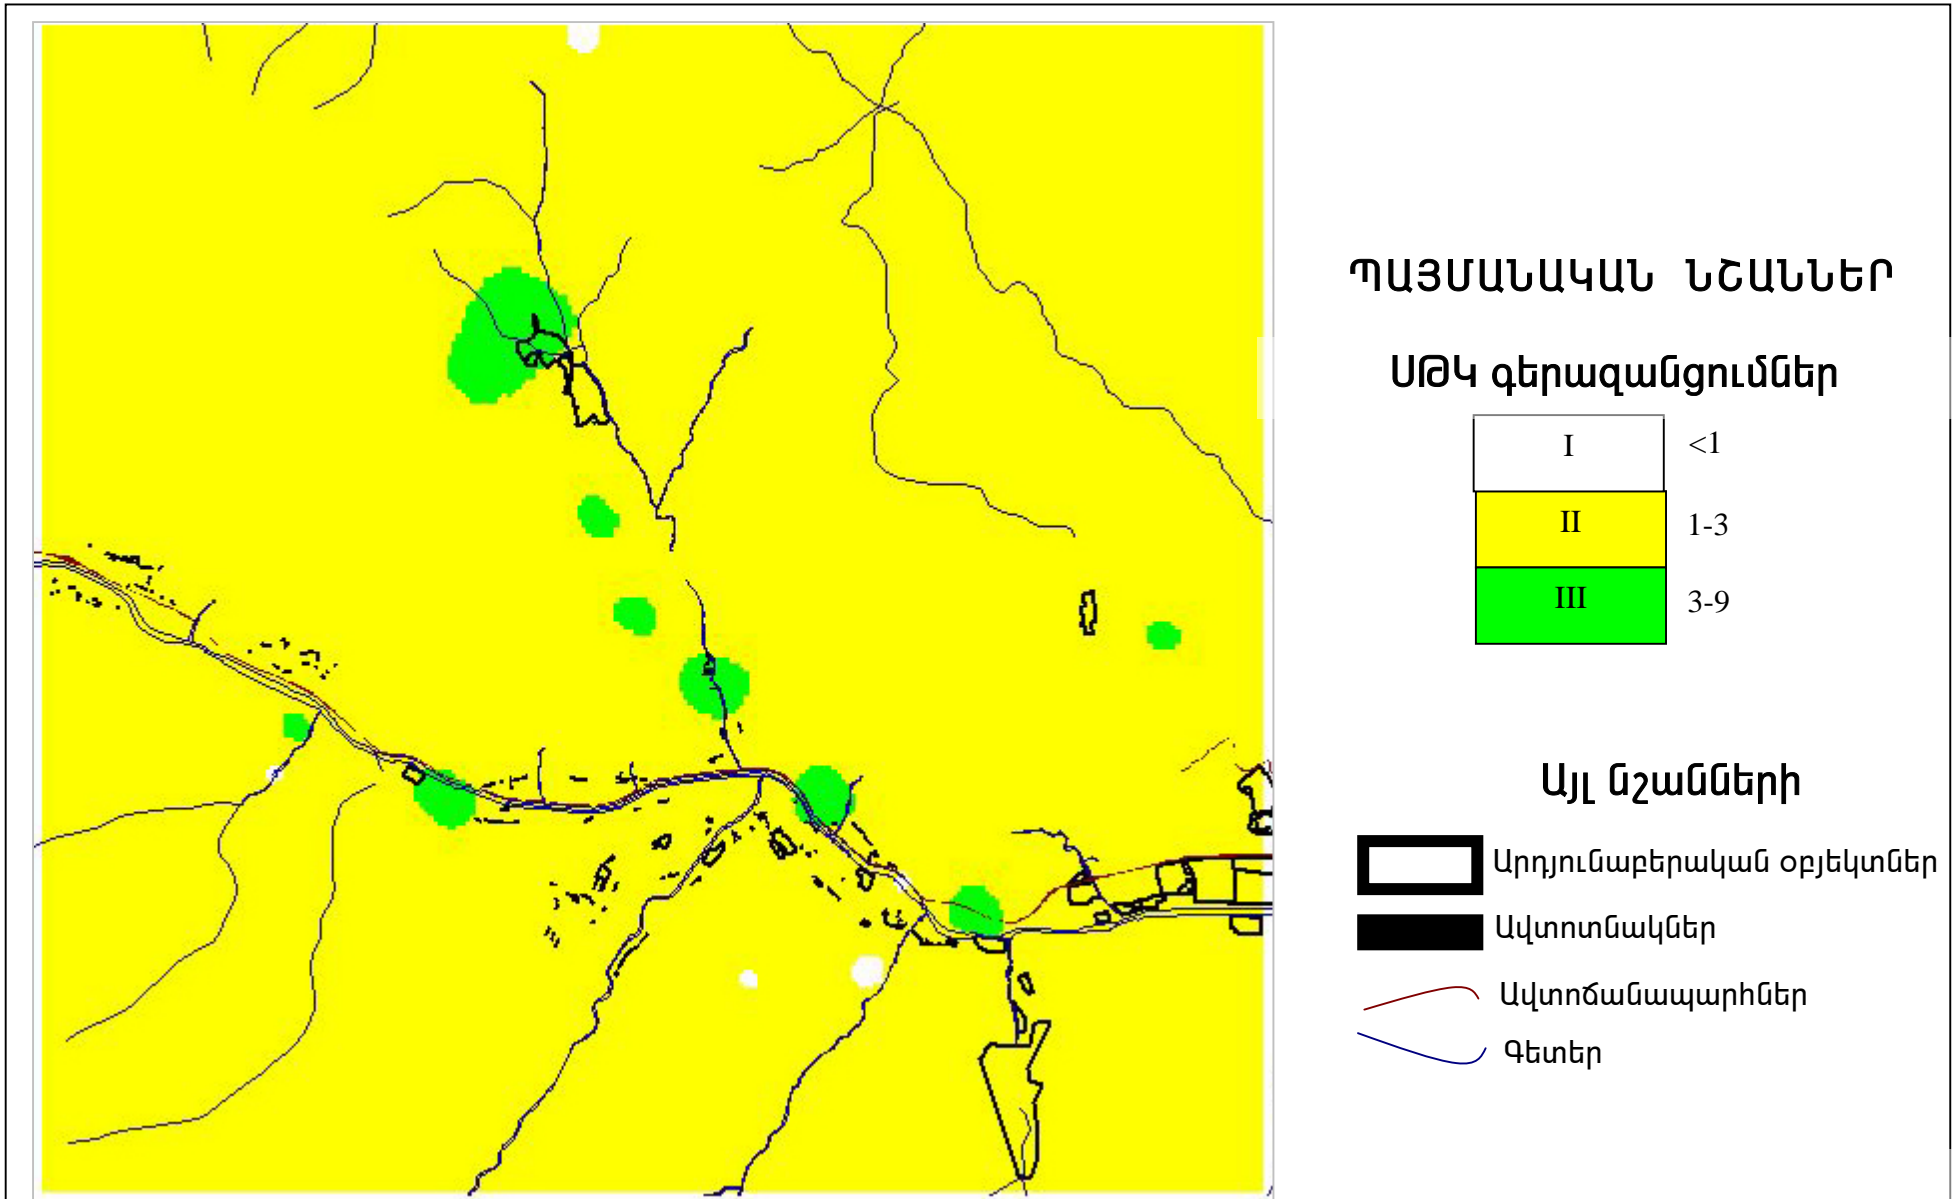 ՊԱՅՄԱՆԱԿԱՆ ՆՇԱՆՆԵՐ
ՍԹԿ գերազանցումներ
I <1
II 1-3
III 3-9
Այլ նշանների
Արդյունաբերական օբյեկտներ
Ավտոտնակներ
Ավտոճանապարհներ
Գետեր